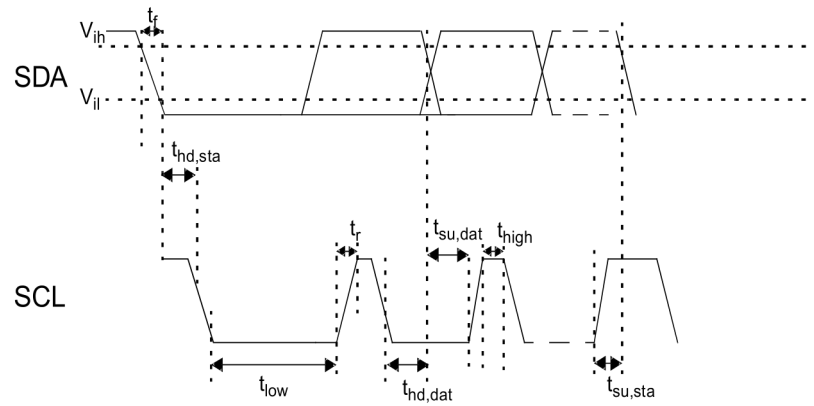 t_f
V_ih
SDA
V_il
t_hd,sta
t_r
t_su,dat
t_high
SCL
t_low
t_hd,dat
t_su,sta